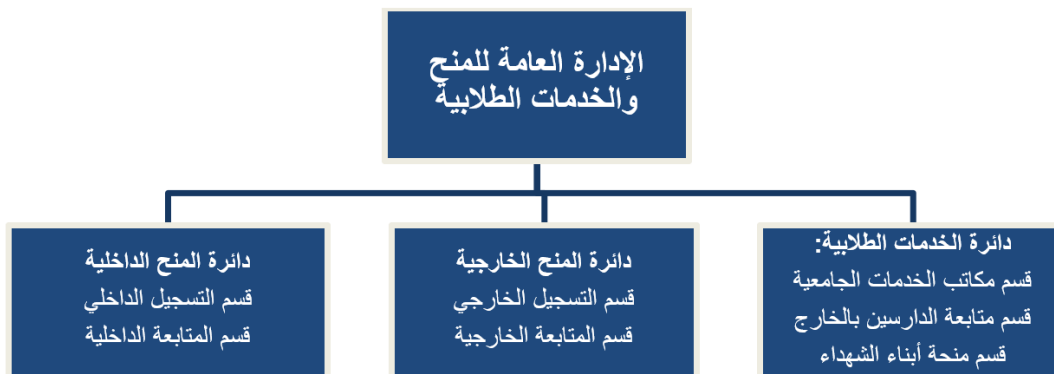 الإدارة العامة للمنح
والخدمات الطلابية
دائرة الخدمات الطلابية:
قسم مكاتب الخدمات الجامعية
قسم متابعة الدارسين بالخارج
قسم منحة أبناء الشهداء
دائرة المنح الخارجية
قسم التسجيل الخارجي
قسم المتابعة الخارجية
دائرة المنح الداخلية
قسم التسجيل الداخلي
قسم المتابعة الداخلية